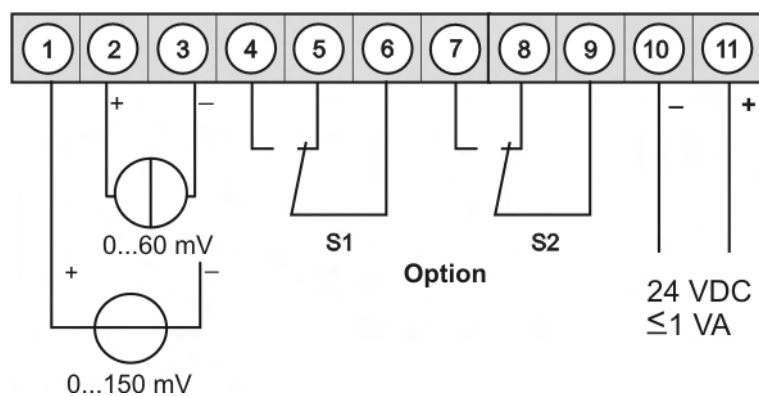 1 2 3 4 5 6 7 8 9 10 11
+ – – +
0...60 mV
S1 S2
+ –
Option
24 VDC
≤1 VA
0...150 mV